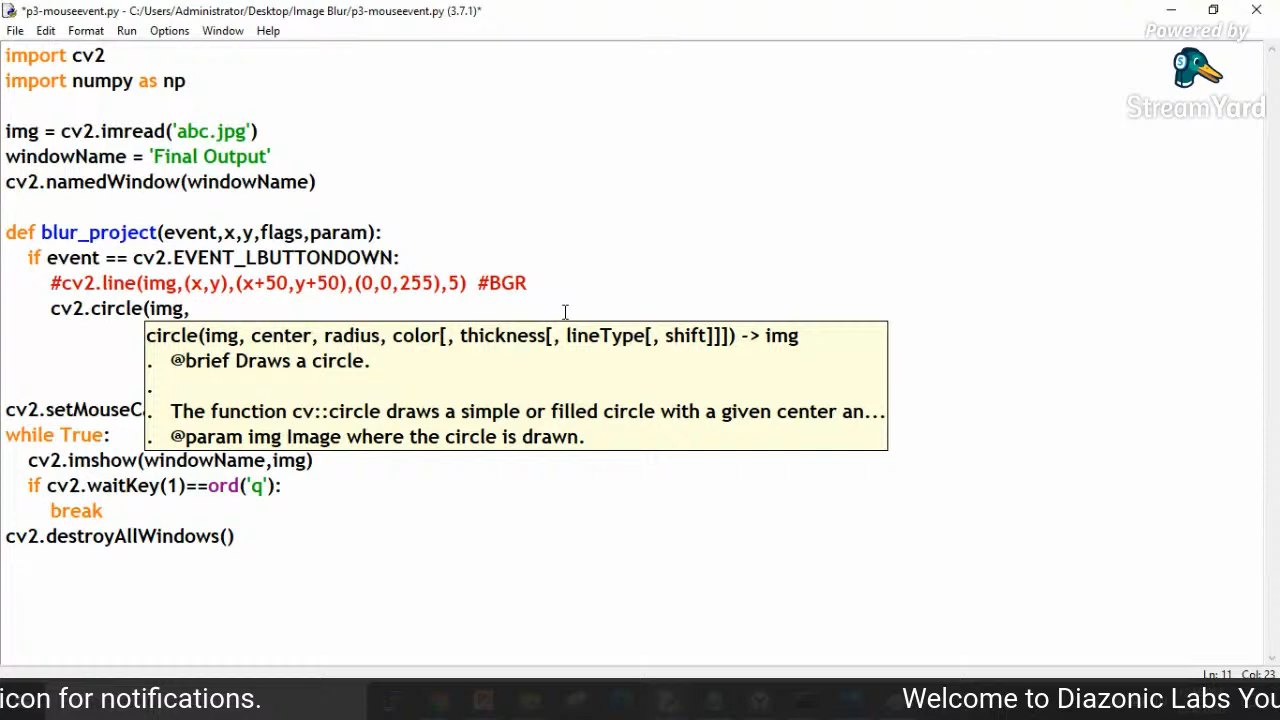 *p3-mouseevent.py - C:/Users/Administrator/Desktop/Image Blur/p3-mouseevent.py (3.7.1)*
File Edit Format Run Options Window Help
Powered by
StreamYard
import cv2
import numpy as np
img = cv2.imread('abc.jpg')
windowName = 'Final Output'
cv2.namedWindow(windowName)
def blur_project(event,x,y,flags,param):
if event == cv2.EVENT_LBUTTONDOWN:
#cv2.line(img,(x,y),(x+50,y+50),(0,0,255),5) #BGR
cv2.circle(img,
circle(img, center, radius, color[, thickness[, lineType[, shift]]]) -> img
. @brief Draws a circle.
.
. The function cv::circle draws a simple or filled circle with a given center an...
. @param img Image where the circle is drawn.
cv2.setMouseC
while True:
cv2.imshow(windowName,img)
if cv2.waitKey(1)==ord('q'):
break
cv2.destroyAllWindows()
Ln: 11 Col: 23
icon for notifications. Welcome to Diazonic Labs You